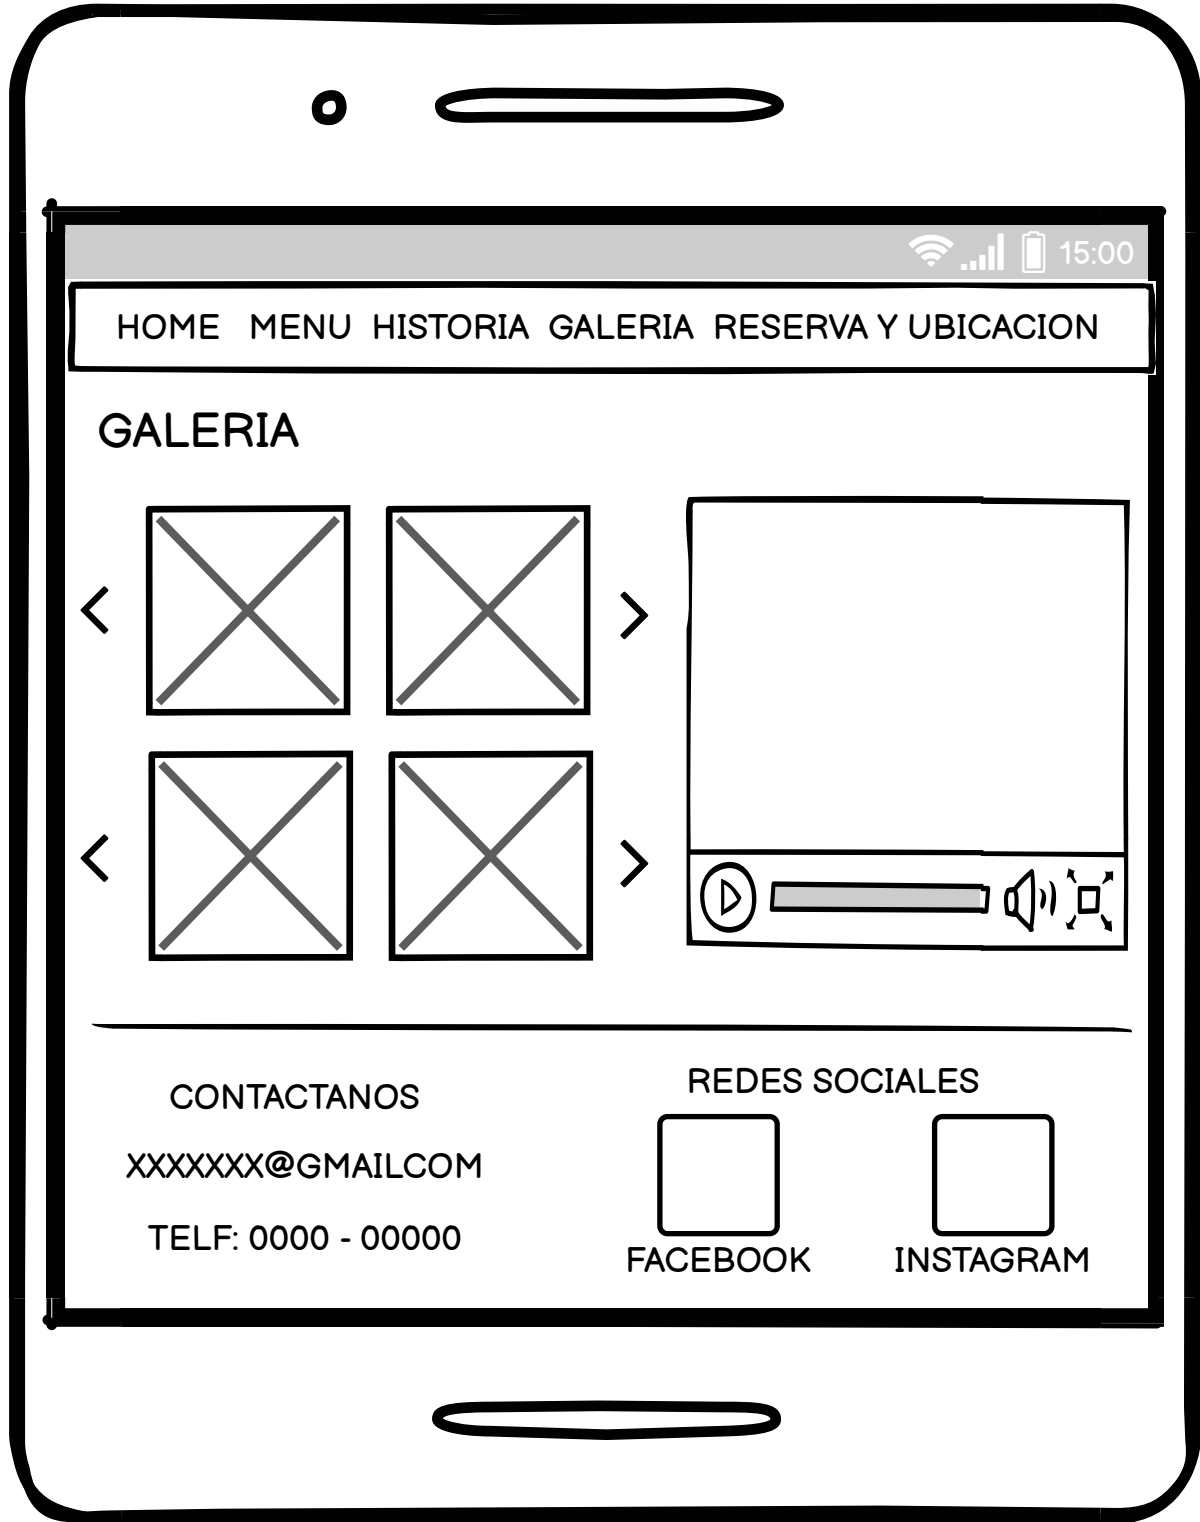 15:00
HOME MENU HISTORIA GALERIA RESERVA Y UBICACION
GALERIA
CONTACTANOS
XXXXXXX@GMAILCOM
TELF: 0000 - 00000
REDES SOCIALES
FACEBOOK INSTAGRAM